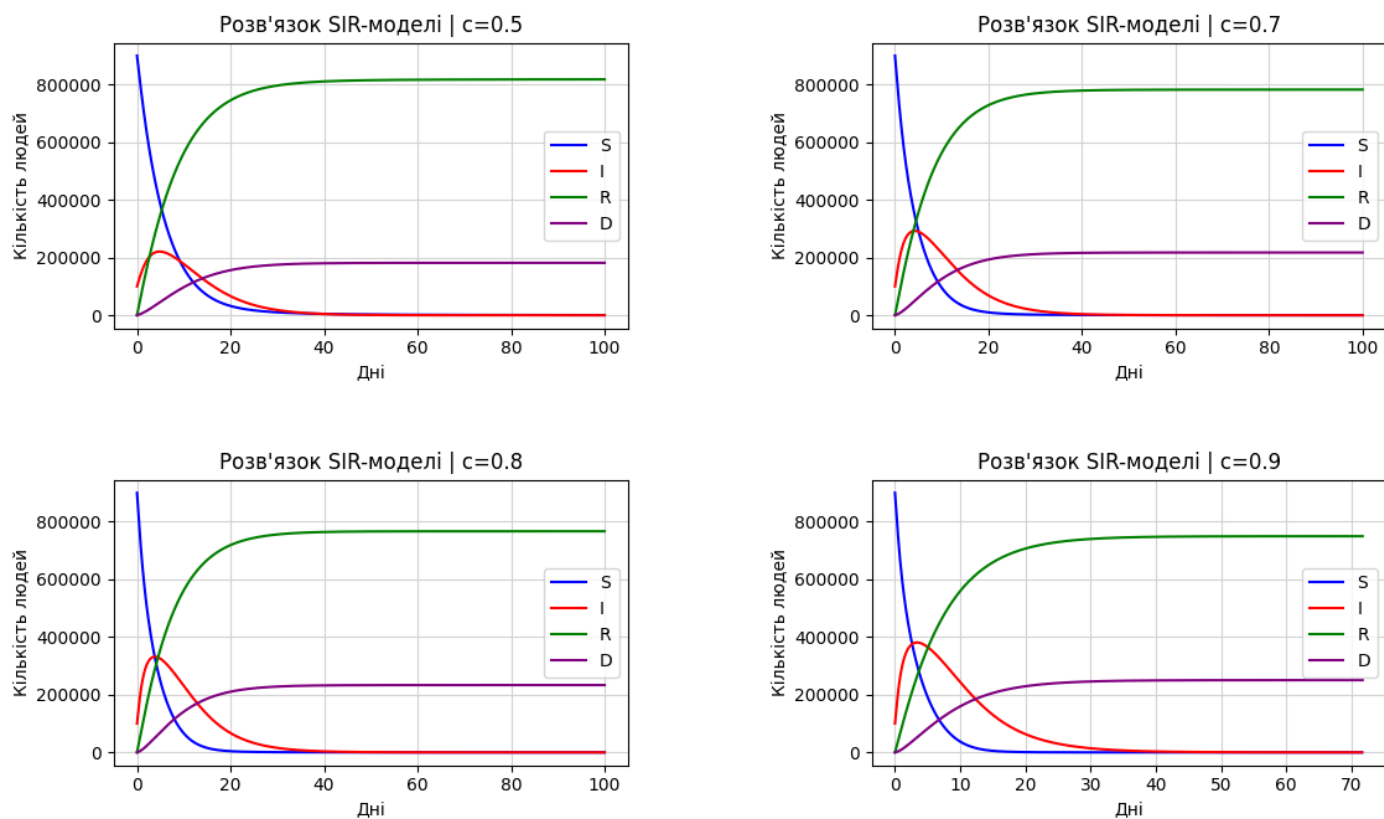 Розв'язок SIR-моделі | c=0.5
Кількість людей
800000
600000
400000
200000
0
S
I
R
D
0 20 40 60 80 100
Дні
Розв'язок SIR-моделі | c=0.7
Кількість людей
800000
600000
400000
200000
0
S
I
R
D
0 20 40 60 80 100
Дні
Розв'язок SIR-моделі | c=0.8
Кількість людей
800000
600000
400000
200000
0
S
I
R
D
0 20 40 60 80 100
Дні
Розв'язок SIR-моделі | c=0.9
Кількість людей
800000
600000
400000
200000
0
S
I
R
D
0 10 20 30 40 50 60 70
Дні